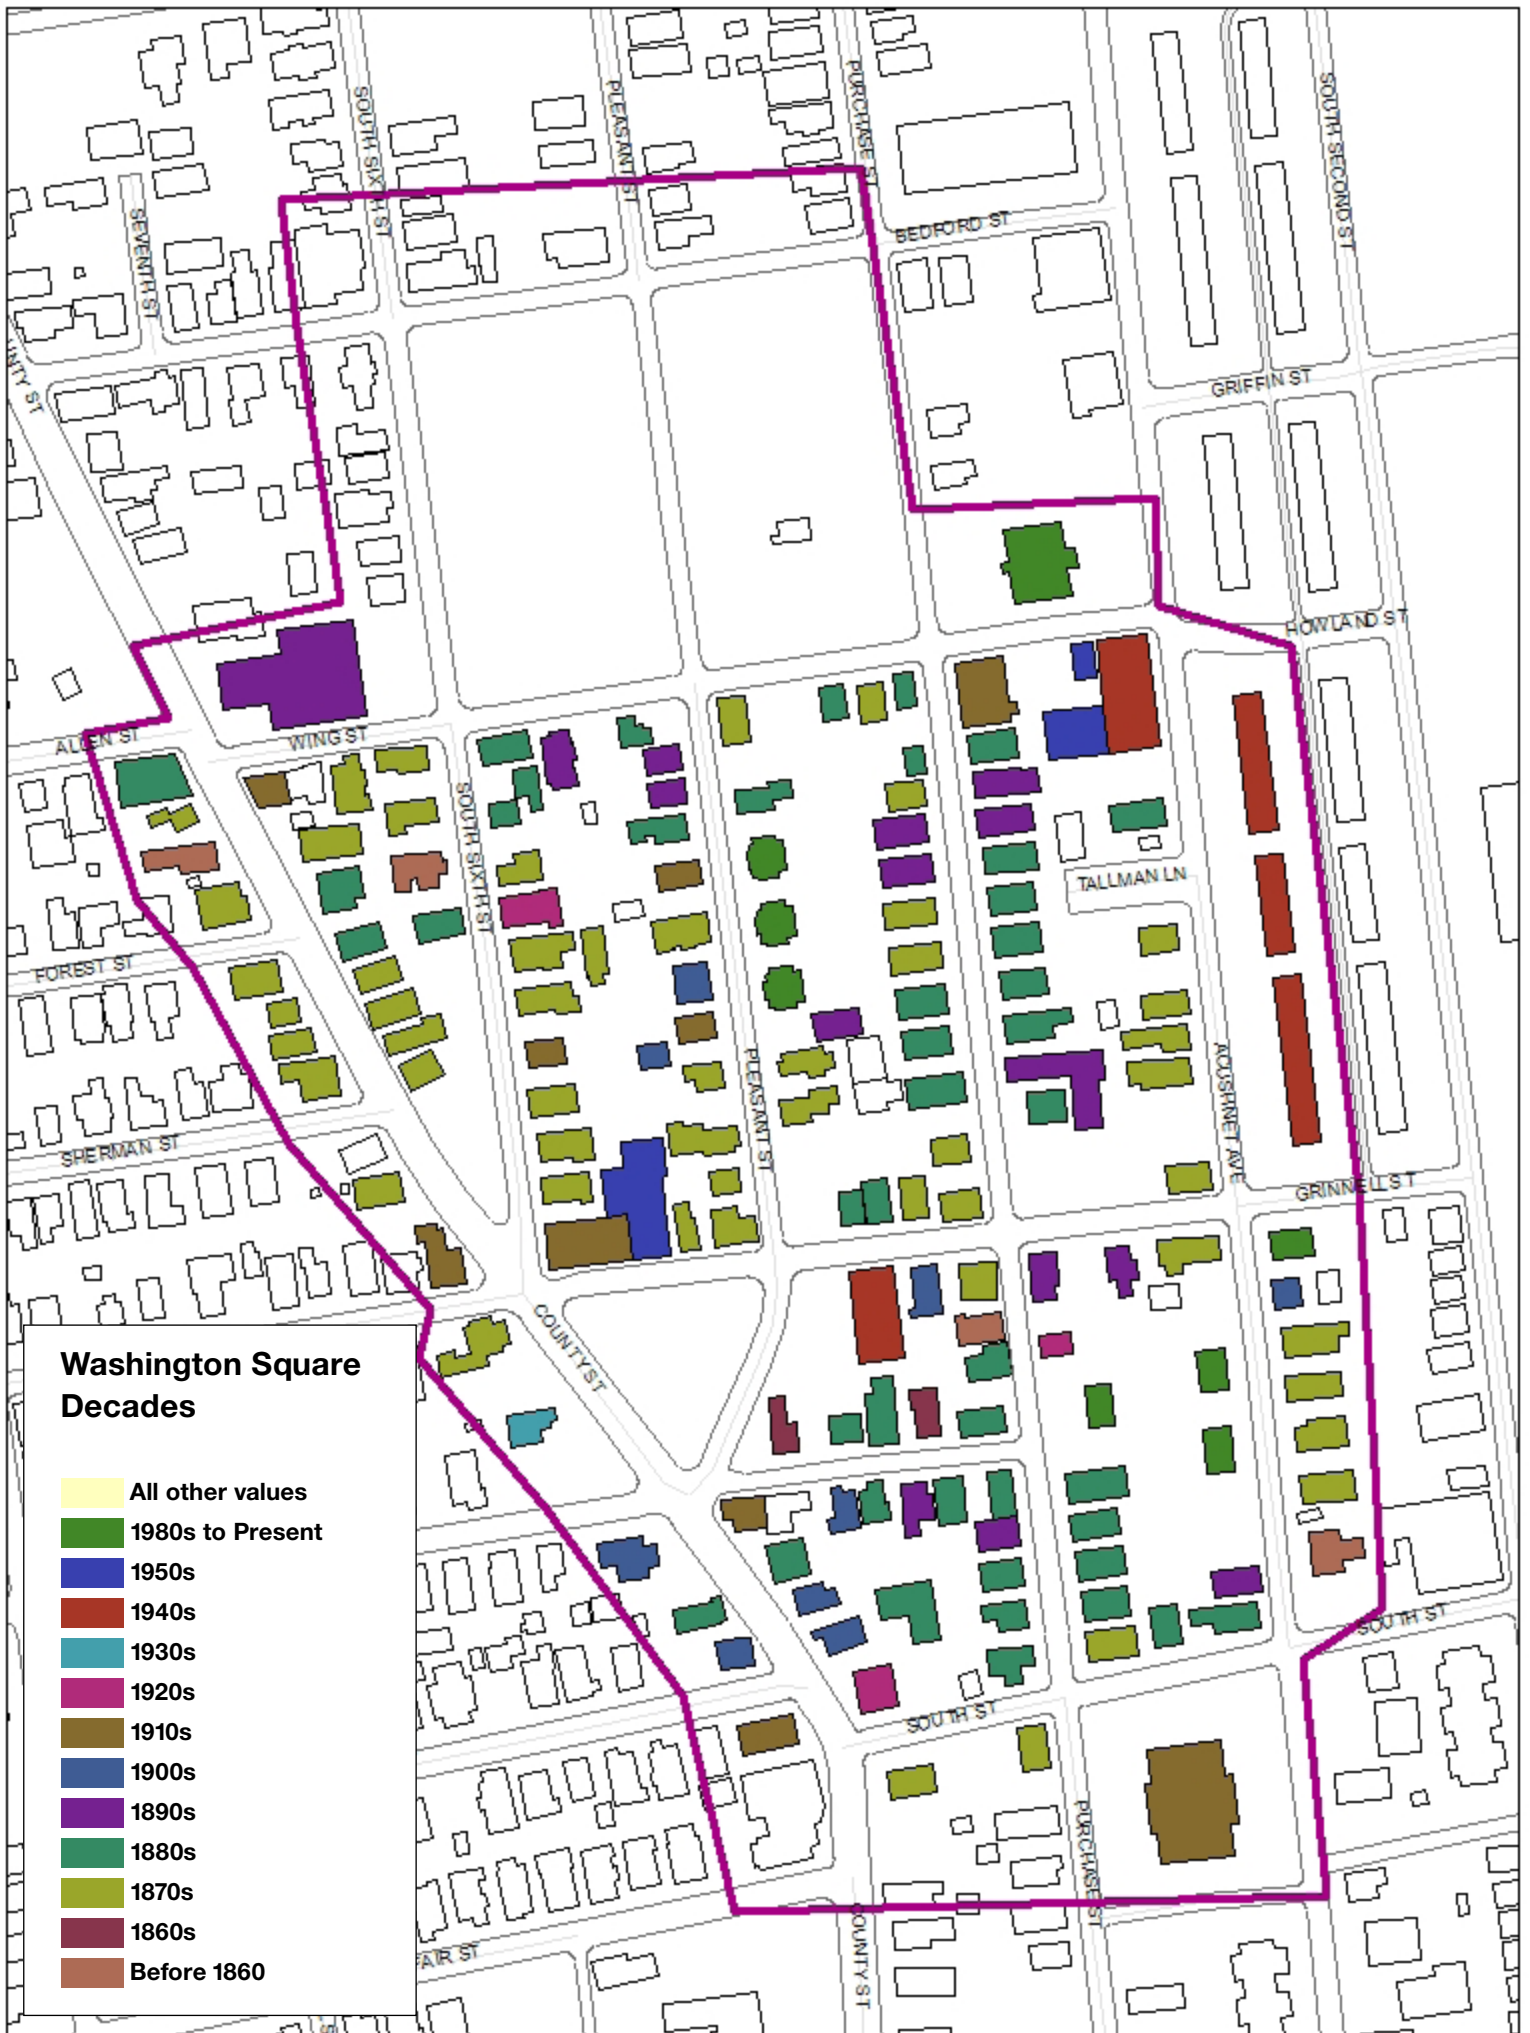 SOUTH SIXTH ST
PLEASANT ST
PURCHASE ST
SOUTH SECOND ST
SEVENTH ST
BEDFORD ST
UNTY ST
GRIFFIN ST
HOWLAND ST
ALLEN ST
WING ST
SOUTH SIXTH ST
TALLMAN LN
FOREST ST
PLEASANT ST
ACUSHNET AVE
SHERMAN ST
GRINNELL ST
COUNTY ST
Washington Square
Decades
All other values
1980s to Present
1950s
1940s
1930s
1920s
1910s
1900s
1890s
1880s
1870s
1860s
Before 1860
SOUTH ST
SOUTH ST
PURCHASE ST
COUNTY ST
FAIR ST